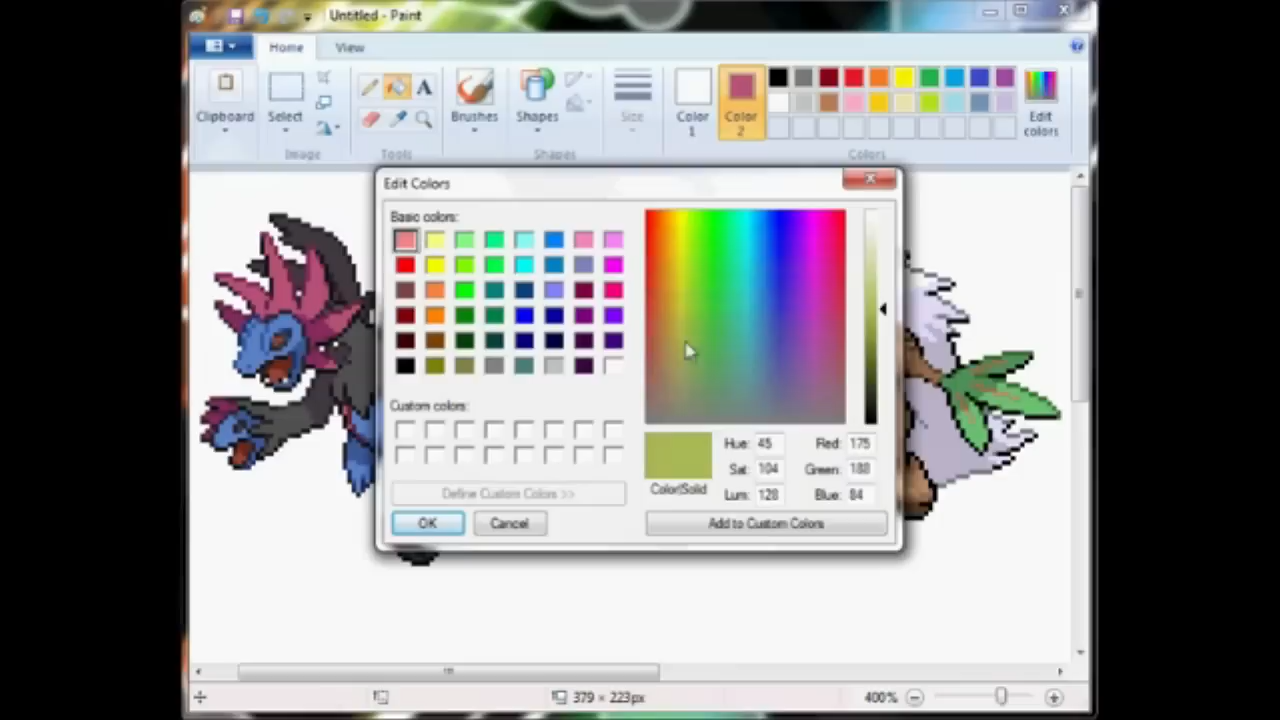 Untitled - Paint
Home View
Clipboard
Select
Brushes
Shapes
Size
Color 1
Color 2
Edit colors
Image
Tools
Shapes
Colors
Edit Colors
Basic colors:
Custom colors:
Define Custom Colors >>
OK
Cancel
Color|Solid
Hue: 45 Red: 175
Sat: 104 Green: 188
Lum: 128 Blue: 84
Add to Custom Colors
379 × 223px
400%